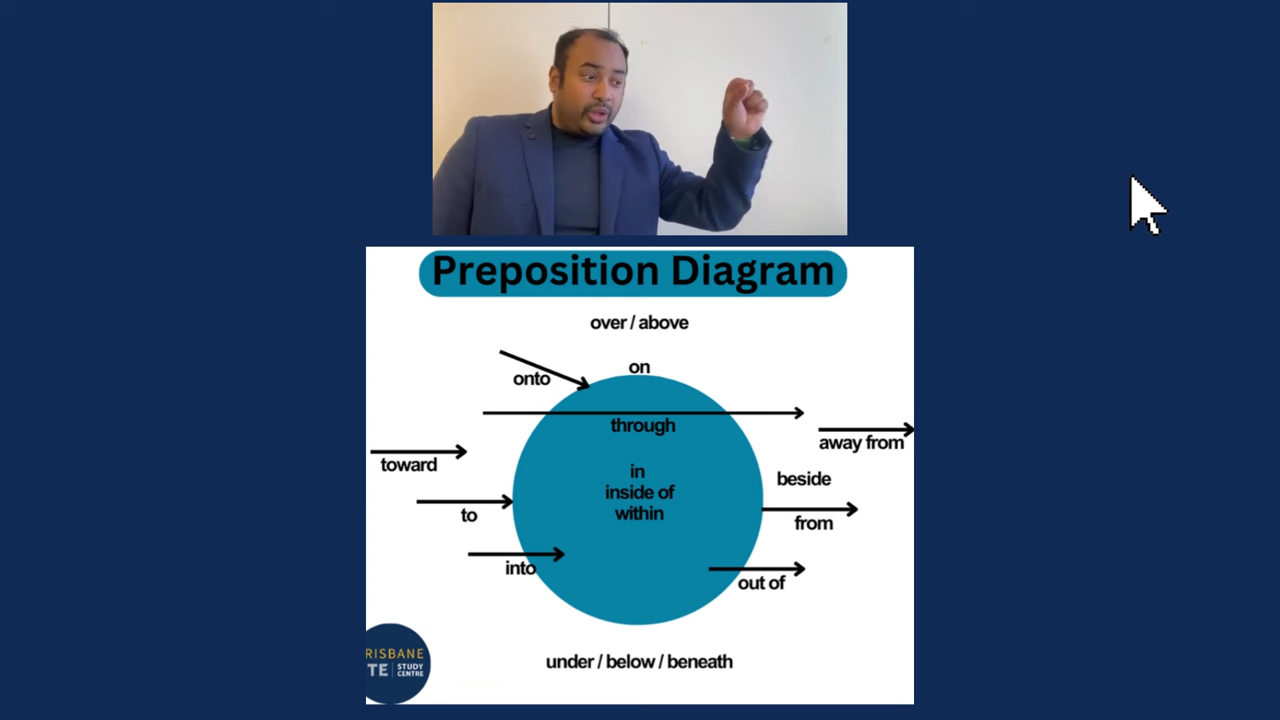 Preposition Diagram
over / above
on
onto
through
away from
toward
beside
in
inside of
within
to
from
into
out of
under / below / beneath
RISBANE
TE | STUDY
CENTRE